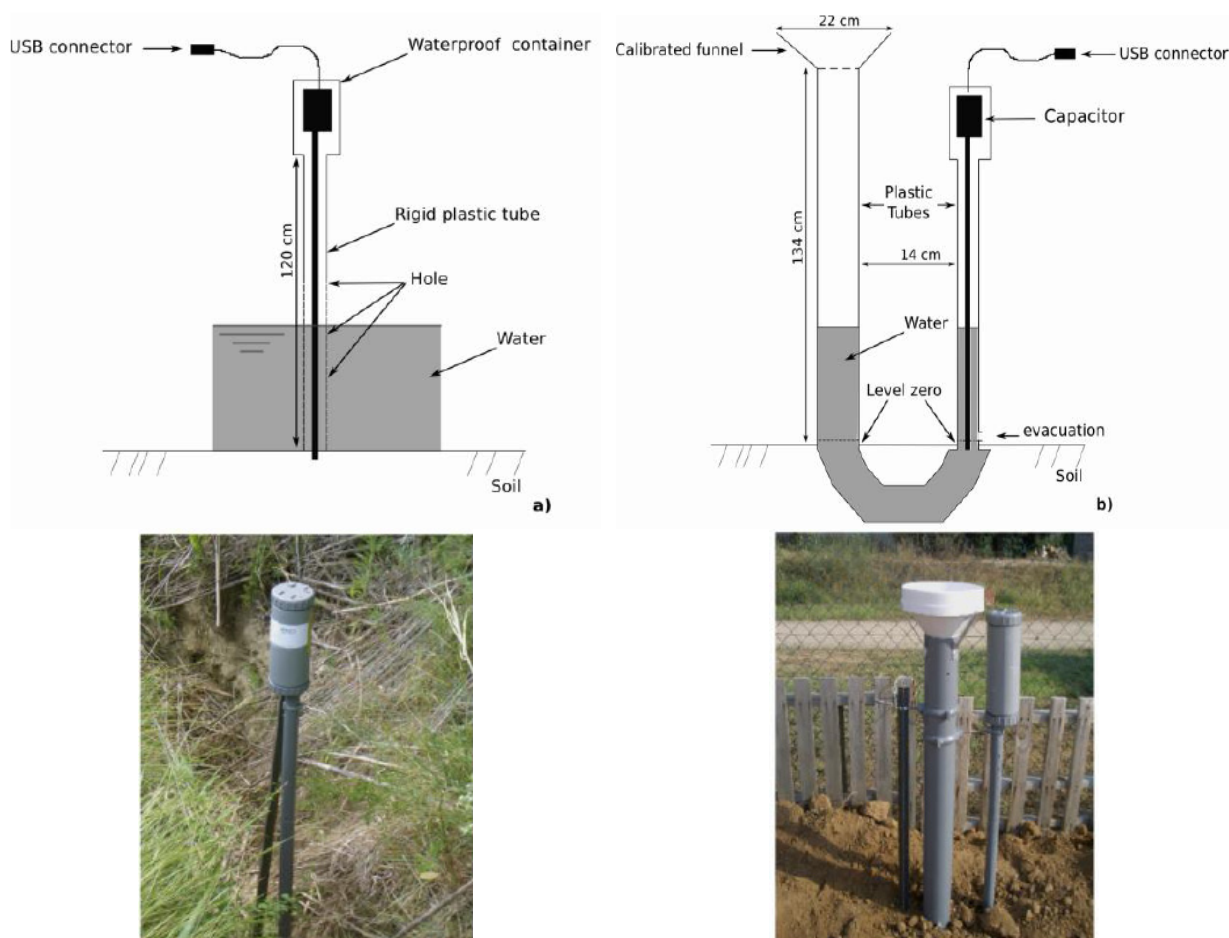 USB connector
Waterproof container
Rigid plastic tube
120 cm
Hole
Water
Soil
a)
22 cm
Calibrated funnel
USB connector
Capacitor
Plastic
Tubes
134 cm
14 cm
Water
Level zero
evacuation
Soil
b)